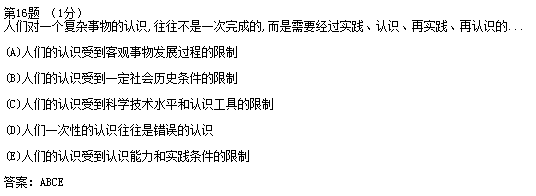 第16题 （1分）
人们对一个复杂事物的认识,往往不是一次完成的,而是需要经过实践、认识、再实践、再认识的...
(A)人们的认识受到客观事物发展过程的限制
(B)人们的认识受到一定社会历史条件的限制
(C)人们的认识受到科学技术水平和认识工具的限制
(D)人们一次性的认识往往是错误的认识
(E)人们的认识受到认识能力和实践条件的限制
答案：ABCE